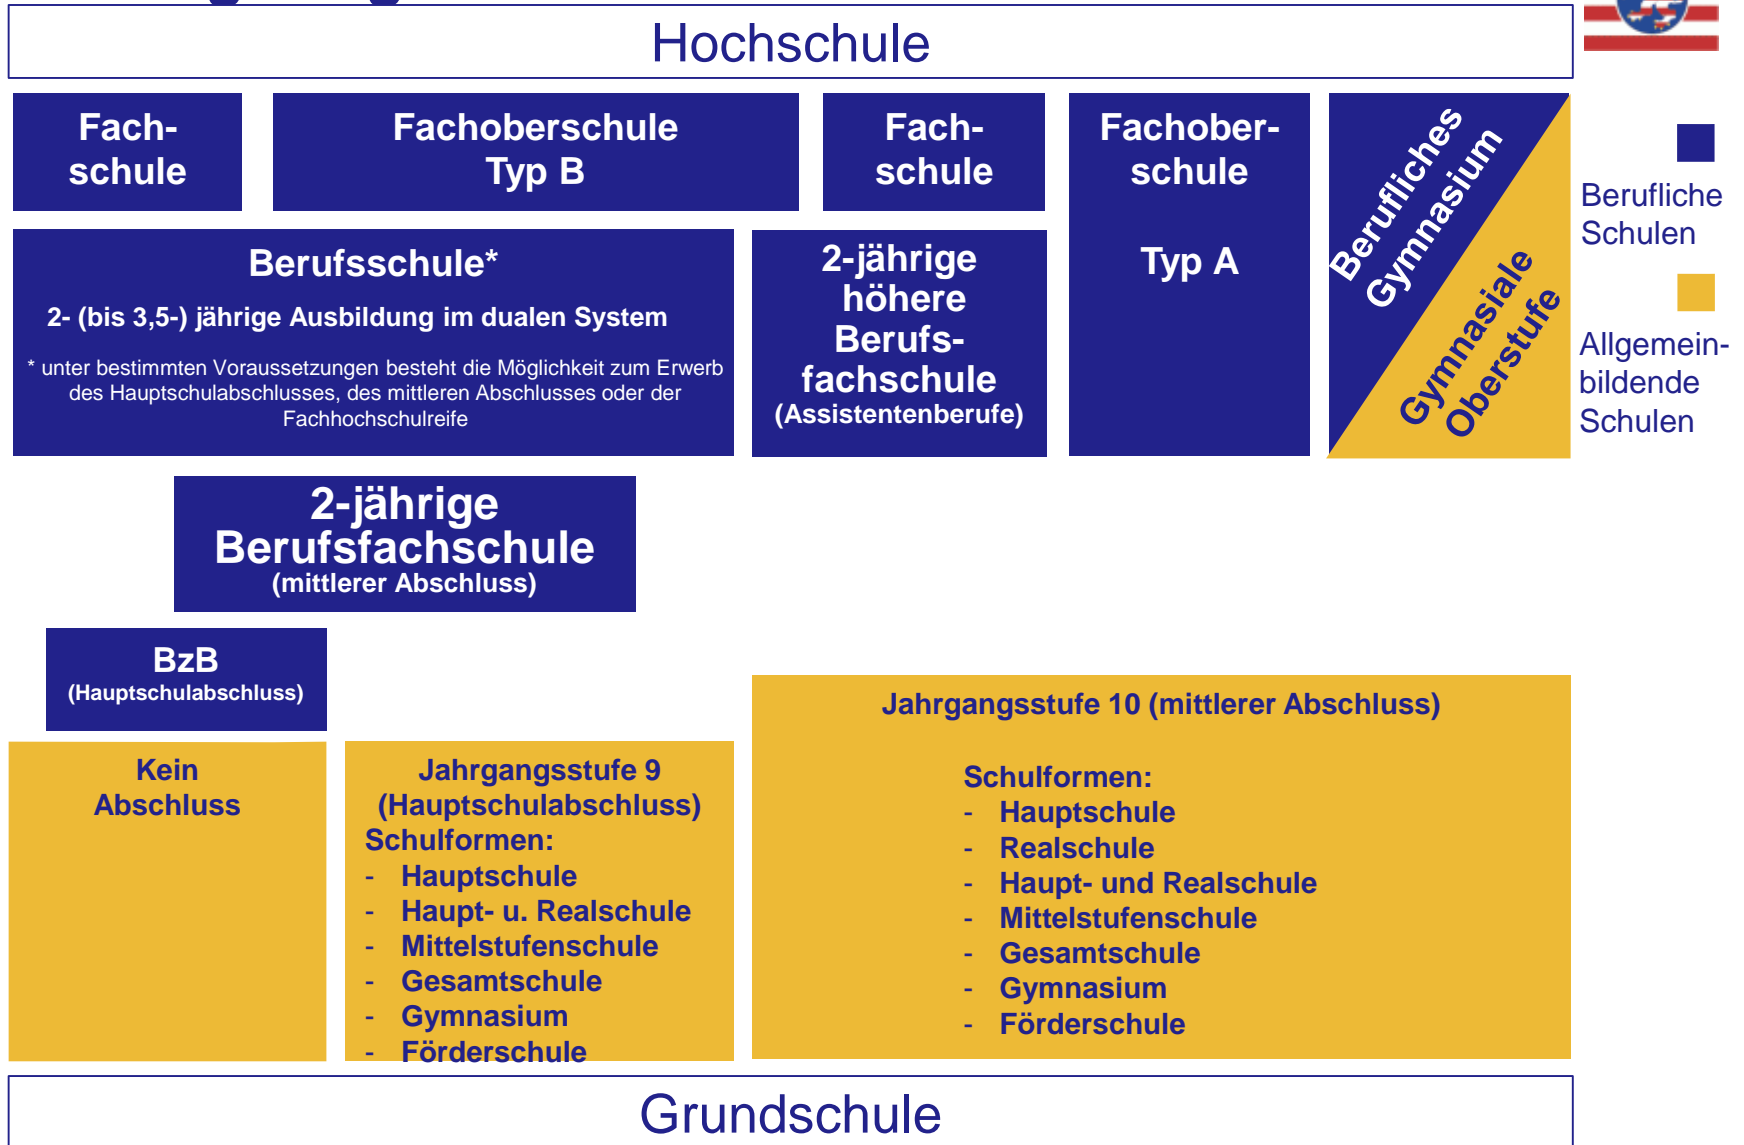 Hochschule
Fach-
schule
Fachoberschule
Typ B
Fach-
schule
Fachober-
schule
Typ A
Berufliches
Gymnasium
Gymnasiale
Oberstufe
Berufliche
Schulen
Allgemein-
bildende
Schulen
Berufsschule*
2- (bis 3,5-) jährige Ausbildung im dualen System
* unter bestimmten Voraussetzungen besteht die Möglichkeit zum Erwerb
des Hauptschulabschlusses, des mittleren Abschlusses oder der
Fachhochschulreife
2-jährige
höhere
Berufs-
fachschule
(Assistentenberufe)
2-jährige
Berufsfachschule
(mittlerer Abschluss)
BzB
(Hauptschulabschluss)
Kein
Abschluss
Jahrgangsstufe 9
(Hauptschulabschluss)
Schulformen:
- Hauptschule
- Haupt- u. Realschule
- Mittelstufenschule
- Gesamtschule
- Gymnasium
- Förderschule
Jahrgangsstufe 10 (mittlerer Abschluss)
Schulformen:
- Hauptschule
- Realschule
- Haupt- und Realschule
- Mittelstufenschule
- Gesamtschule
- Gymnasium
- Förderschule
Grundschule